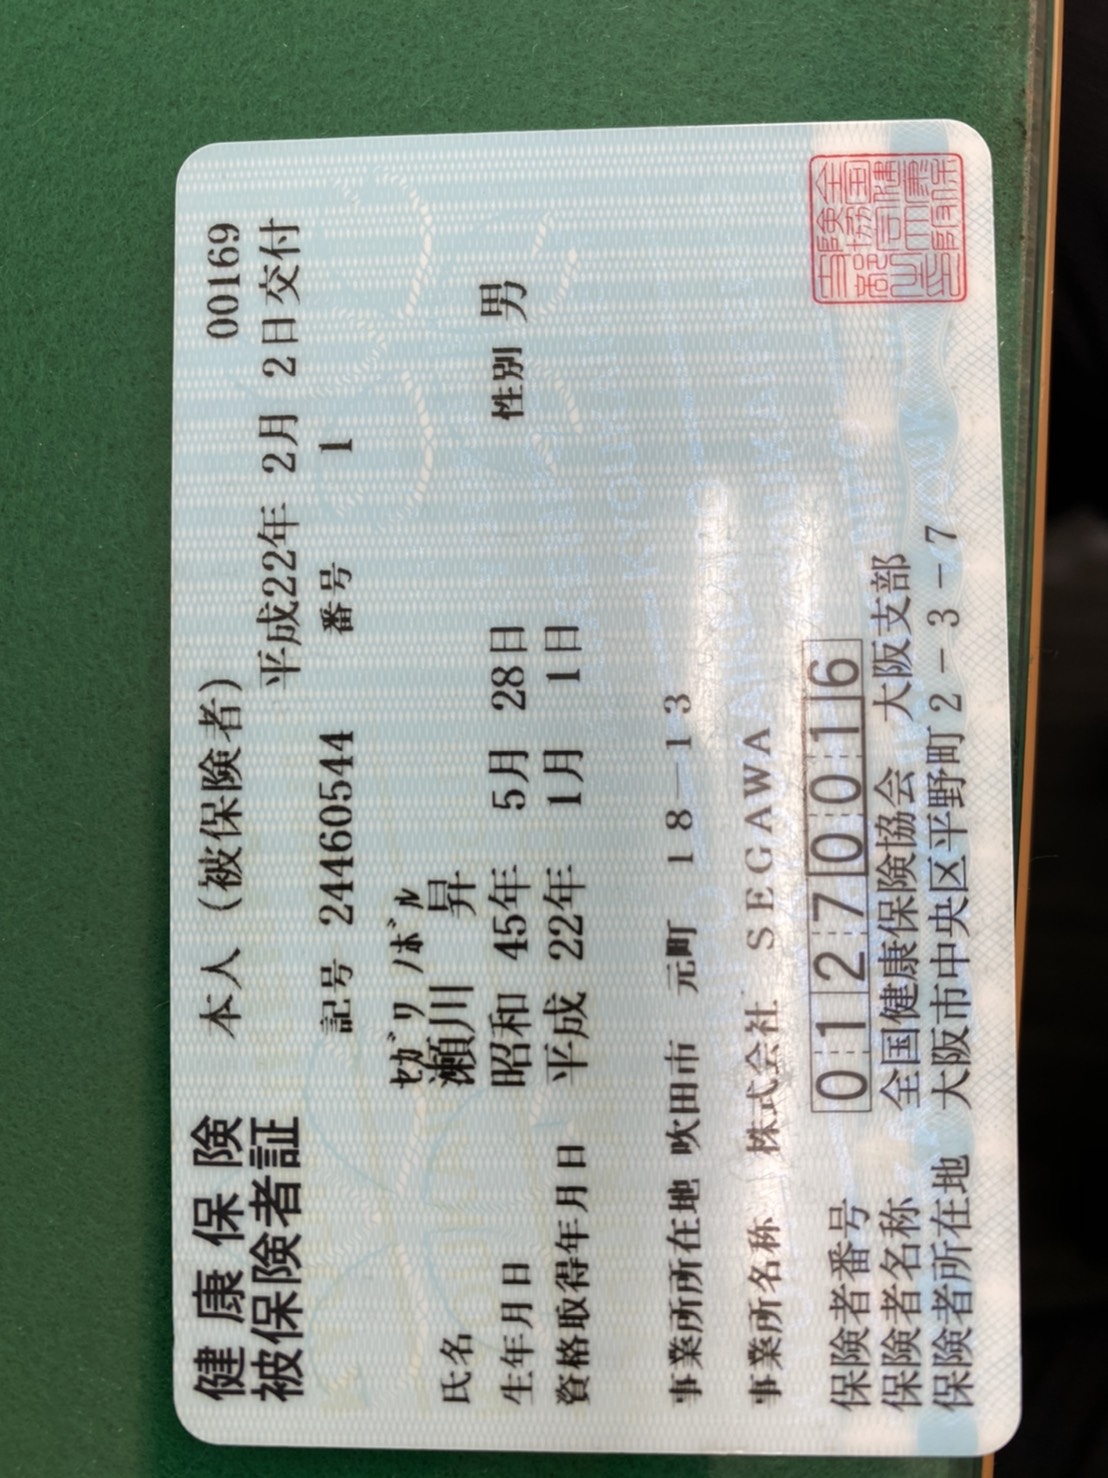 健康保険 本人（被保険者） 00169
被保険者証 平成22年 2月 2日交付
記号 24460544 番号 1
ｾｶﾞﾜ ﾉﾎﾞﾙ
氏名 瀬川 昇
生年月日 昭和 45年 5月 28日 性別 男
資格取得年月日 平成 22年 1月 1日
事業所所在地 吹田市 元町 18－13
事業所名称 株式会社 SEGAWA
保険者番号 01270016
保険者名称 全国健康保険協会 大阪支部
保険者所在地 大阪市中央区平野町2－3－7